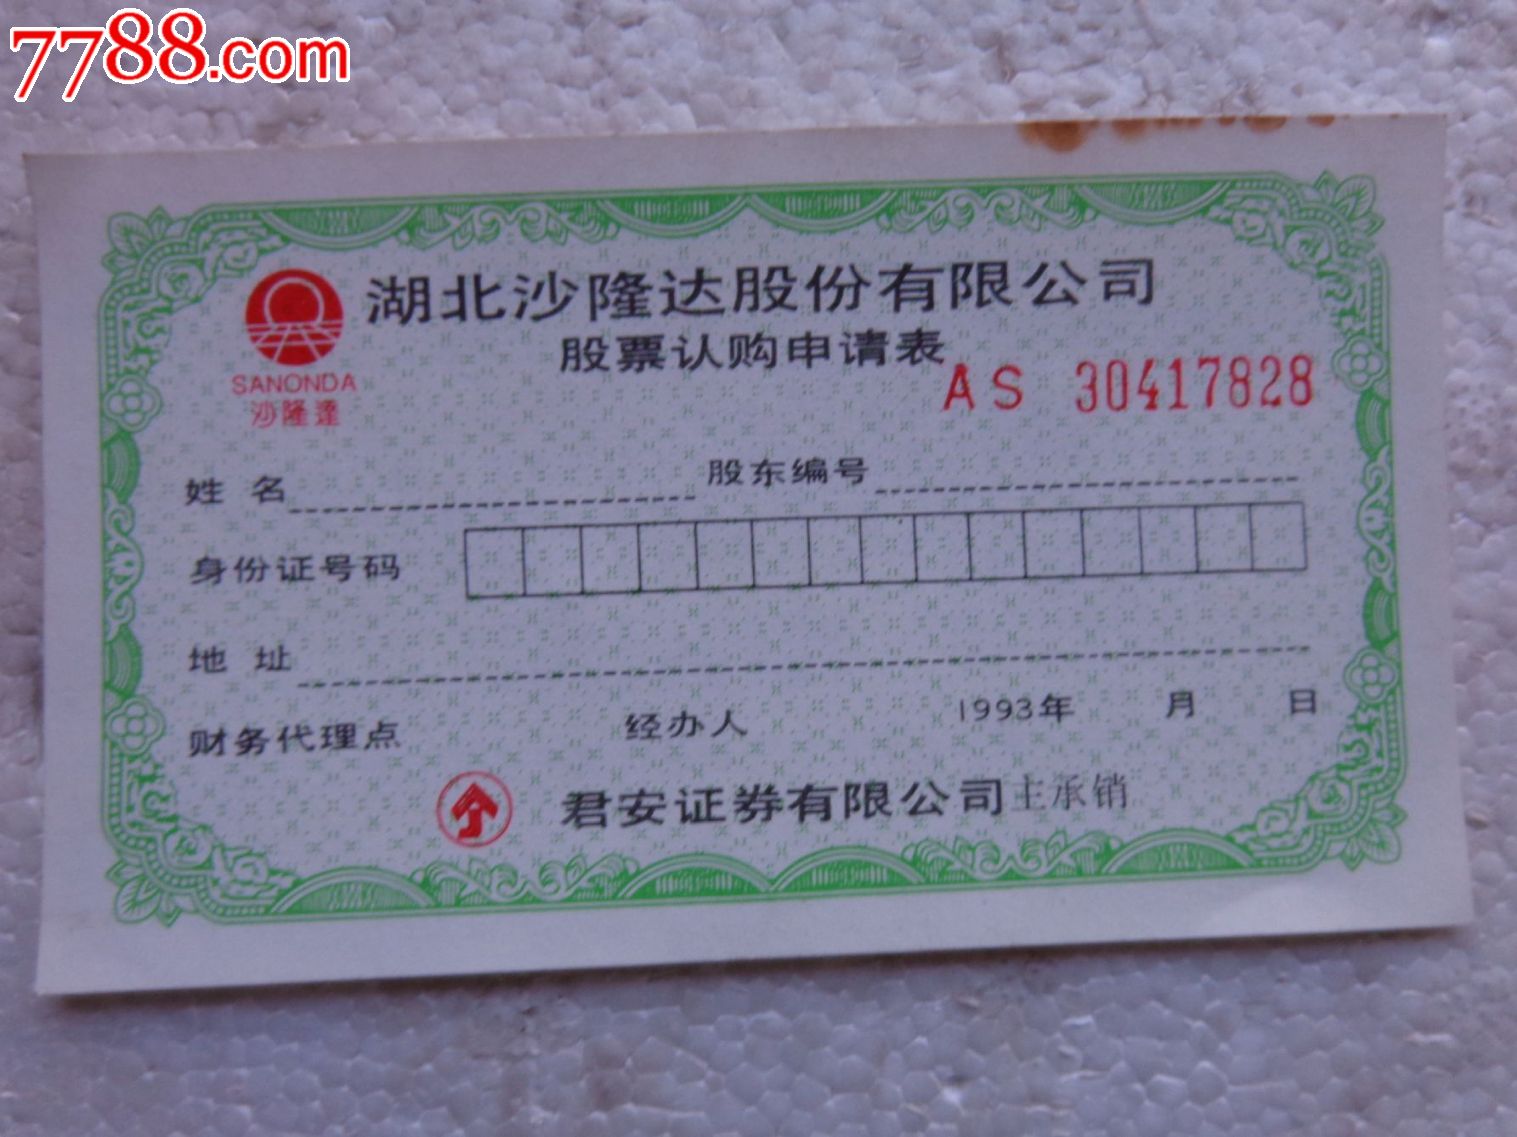 7788.com
湖北沙隆达股份有限公司
股票认购申请表
SANONDA
沙隆達
AS 30417828
姓 名 股东编号
身份证号码
地 址
财务代理点 经办人 1993年 月 日
君安证券有限公司主承销